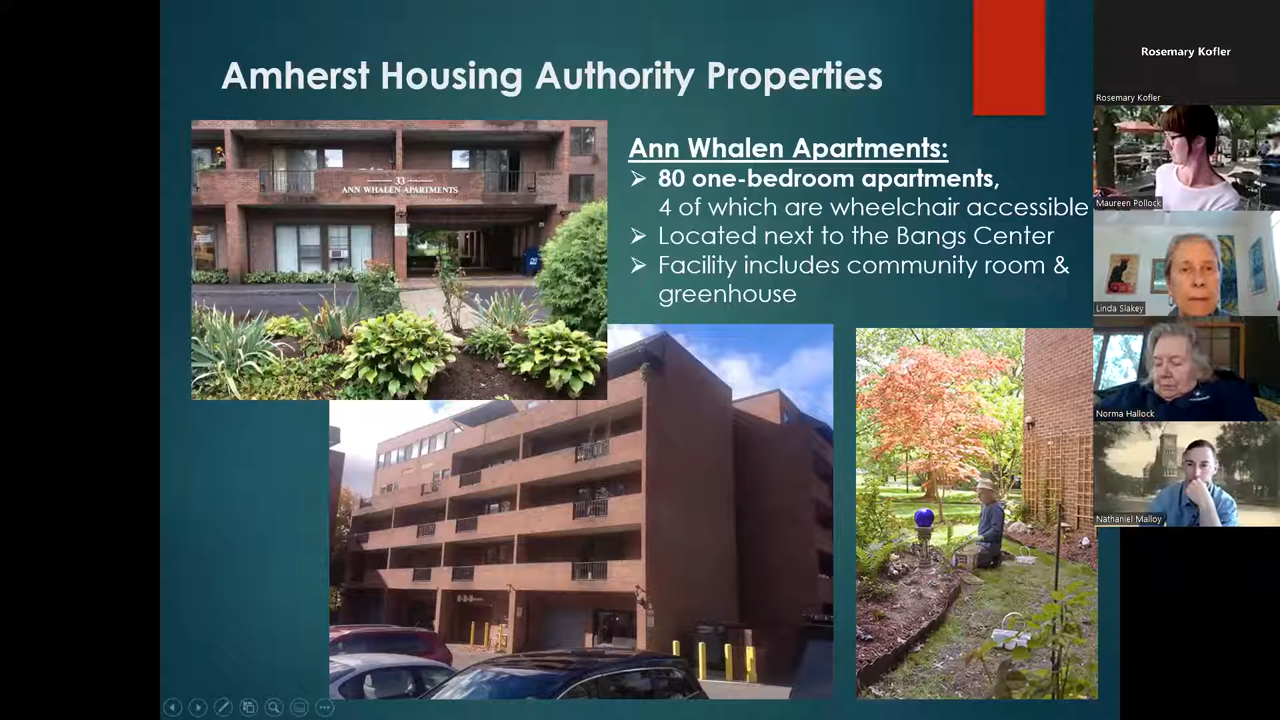 Amherst Housing Authority Properties
33
ANN WHALEN APARTMENTS
Ann Whalen Apartments:
80 one-bedroom apartments,
4 of which are wheelchair accessible
Located next to the Bangs Center
Facility includes community room &
greenhouse
Rosemary Kofler
Rosemary Kofler
Maureen Pollock
Linda Slakey
Norma Hallock
Nathaniel Malloy